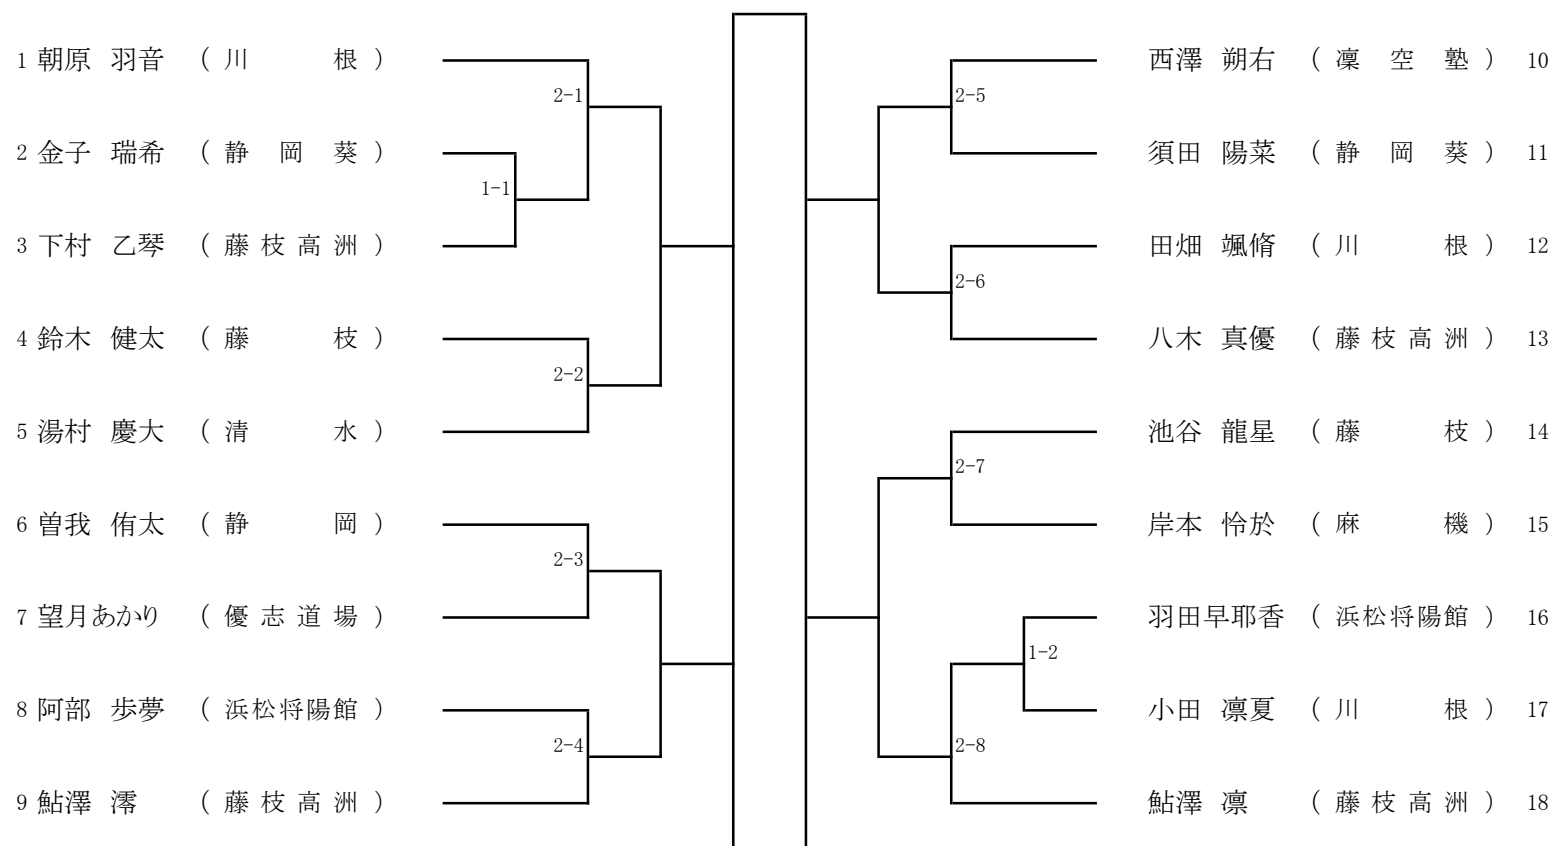 1 朝原 羽音 （ 川 根 ）
2-1
2 金子 瑞希 （ 静 岡 葵 ）
1-1
3 下村 乙琴 （ 藤 枝 高 洲 ）
4 鈴木 健太 （ 藤 枝 ）
2-2
5 湯村 慶大 （ 清 水 ）
6 曽我 侑太 （ 静 岡 ）
2-3
7 望月あかり （ 優 志 道 場 ）
8 阿部 歩夢 （ 浜松将陽館 ）
2-4
9 鮎澤 澪 （ 藤 枝 高 洲 ）
西澤 朔右 （ 凜 空 塾 ） 10
2-5
須田 陽菜 （ 静 岡 葵 ） 11
田畑 颯脩 （ 川 根 ） 12
2-6
八木 真優 （ 藤 枝 高 洲 ） 13
池谷 龍星 （ 藤 枝 ） 14
2-7
岸本 怜於 （ 麻 機 ） 15
羽田早耶香 （ 浜松将陽館 ） 16
1-2
小田 凛夏 （ 川 根 ） 17
2-8
鮎澤 凛 （ 藤 枝 高 洲 ） 18